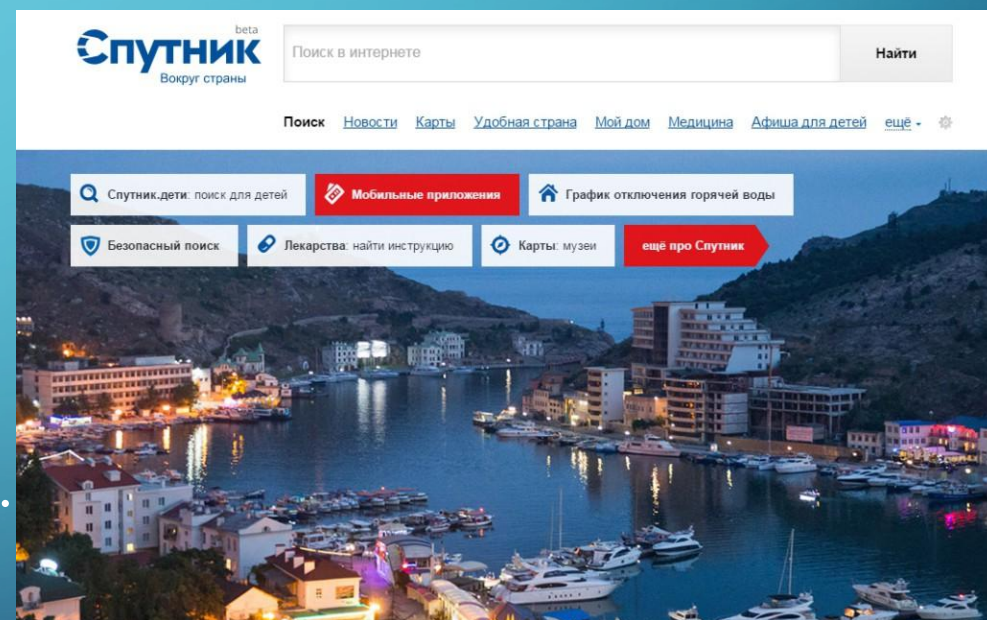 beta
Спутник
Вокруг страны
Поиск в интернете
Найти
Поиск Новости Карты Удобная страна Мой дом Медицина Афиша для детей ещё
Спутник.дети: поиск для детей Мобильные приложения График отключения горячей воды
Безопасный поиск Лекарства: найти инструкцию Карты: музеи ещё про Спутник